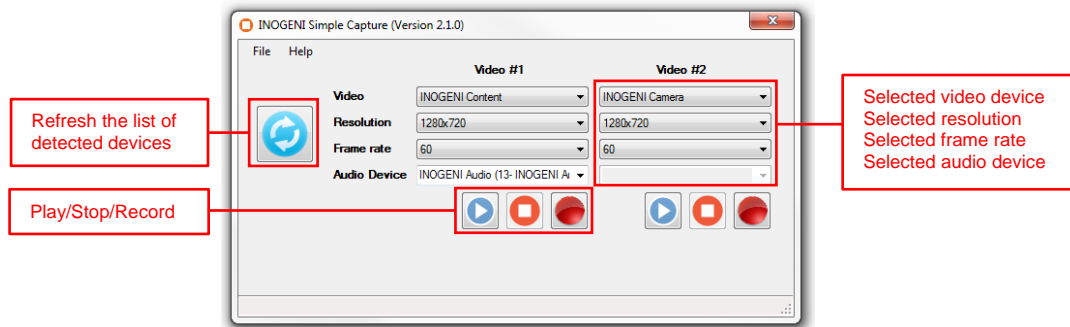 INOGENI Simple Capture (Version 2.1.0)
x
File Help
Video #1 Video #2
Video INOGENI Content INOGENI Camera
Resolution 1280x720 1280x720
Frame rate 60 60
Audio Device INOGENI Audio (13- INOGENI Au
Refresh the list of
detected devices
Play/Stop/Record
Selected video device
Selected resolution
Selected frame rate
Selected audio device